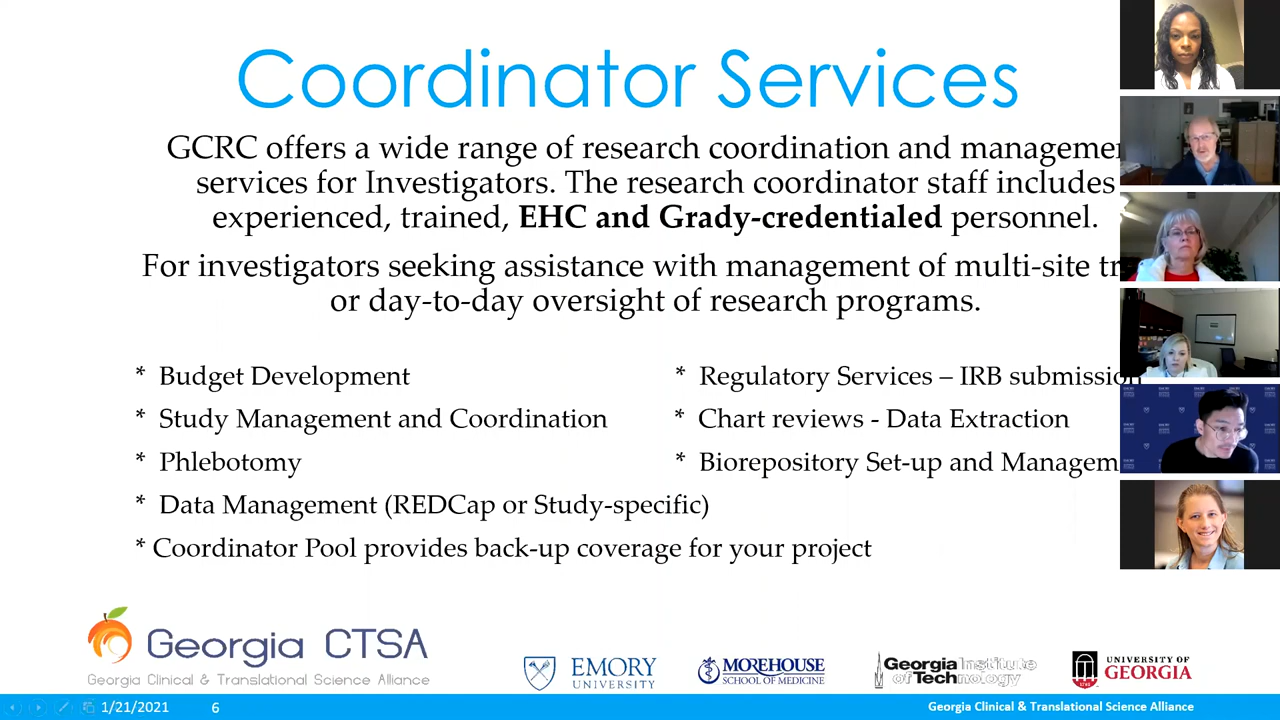 Coordinator Services
GCRC offers a wide range of research coordination and managemen
services for Investigators. The research coordinator staff includes
experienced, trained, EHC and Grady-credentialed personnel.
For investigators seeking assistance with management of multi-site tr
or day-to-day oversight of research programs.
* Budget Development
* Regulatory Services – IRB submission
* Study Management and Coordination
* Chart reviews - Data Extraction
* Phlebotomy
* Biorepository Set-up and Managem
* Data Management (REDCap or Study-specific)
* Coordinator Pool provides back-up coverage for your project
Georgia CTSA
Georgia Clinical & Translational Science Alliance
EMORY
UNIVERSITY
MOREHOUSE
SCHOOL OF MEDICINE
Georgia Institute
of Technology
UNIVERSITY OF
GEORGIA
1/21/2021
6
Georgia Clinical & Translational Science Alliance